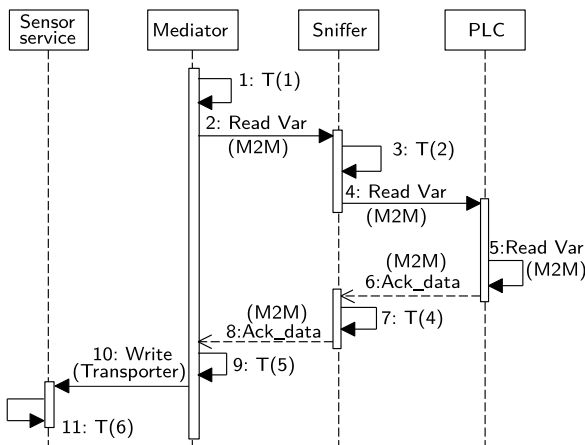 Sensor
service
Mediator
Sniffer
PLC
1: T(1)
2: Read Var
(M2M)
3: T(2)
4: Read Var
(M2M)
5:Read Var
(M2M)
(M2M)
6:Ack_data
7: T(4)
(M2M)
8:Ack_data
9: T(5)
10: Write
(Transporter)
11: T(6)